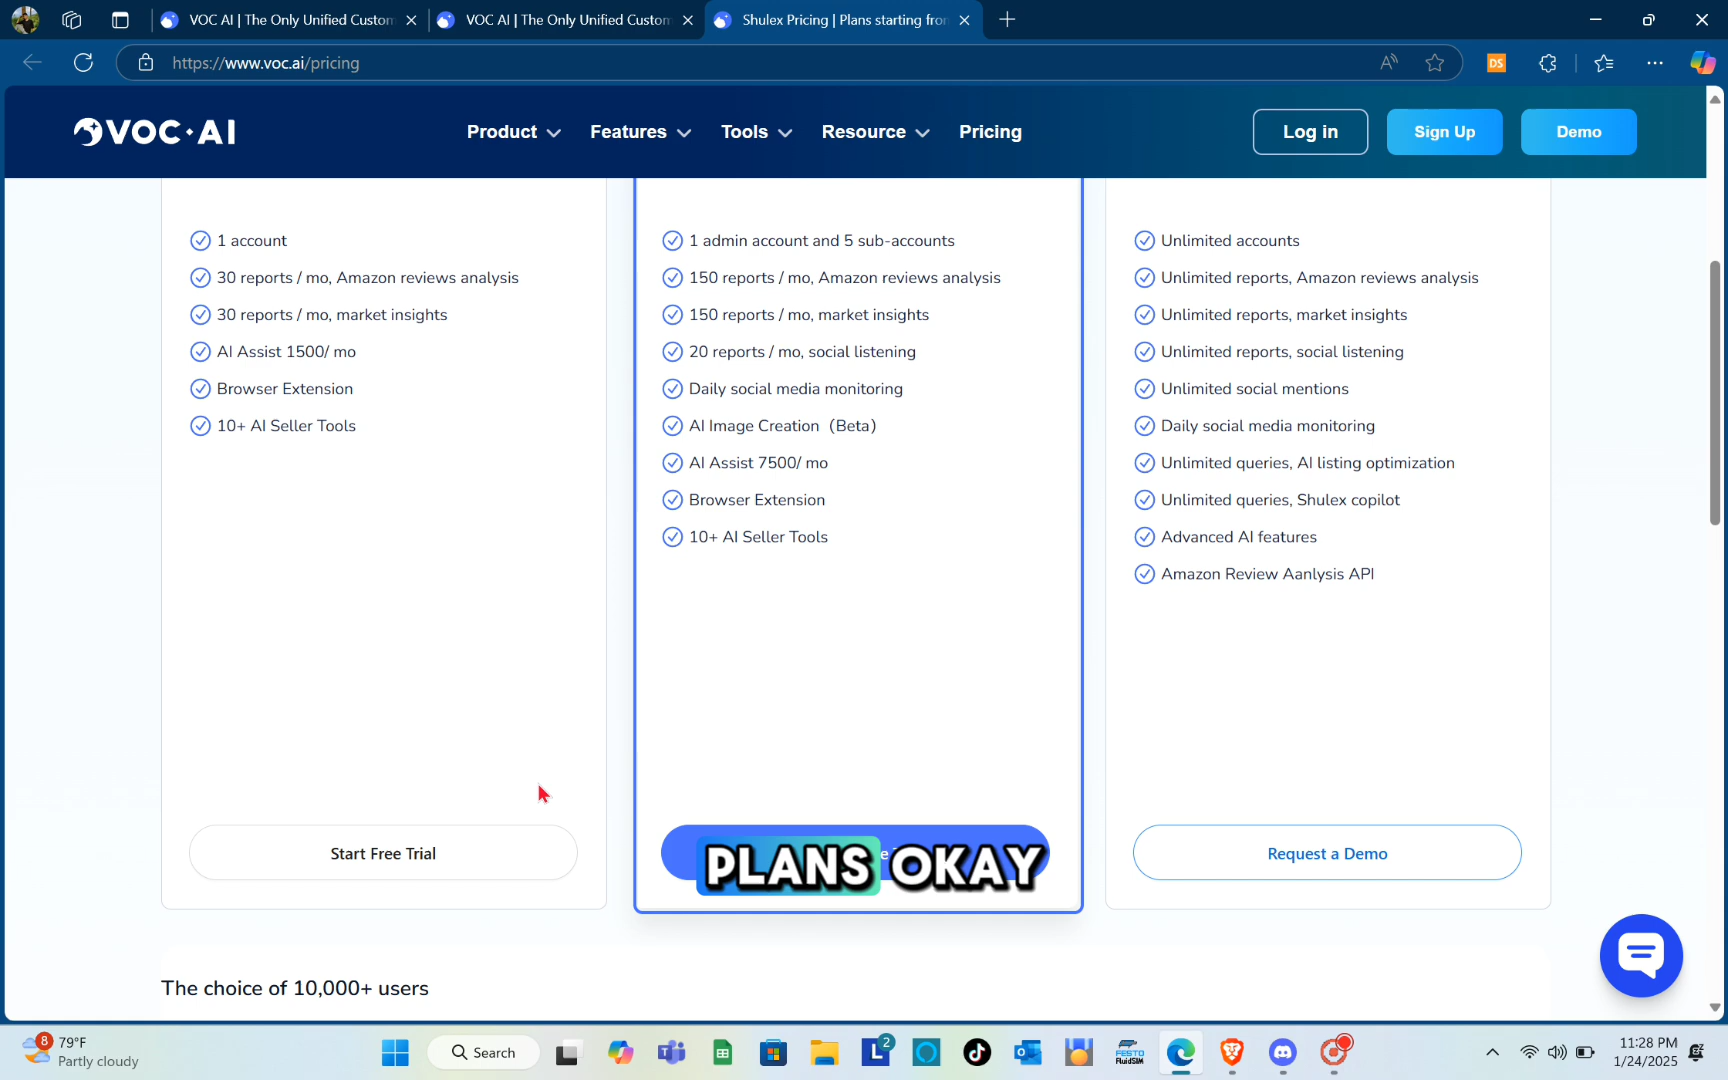 VOC AI | The Only Unified Custom
VOC AI | The Only Unified Custom
Shulex Pricing | Plans starting fror
https://www.voc.ai/pricing
VOC·AI
Product
Features
Tools
Resource
Pricing
Log in
Sign Up
Demo
1 account
30 reports / mo, Amazon reviews analysis
30 reports / mo, market insights
AI Assist 1500/ mo
Browser Extension
10+ AI Seller Tools
Start Free Trial
1 admin account and 5 sub-accounts
150 reports / mo, Amazon reviews analysis
150 reports / mo, market insights
20 reports / mo, social listening
Daily social media monitoring
AI Image Creation（Beta）
AI Assist 7500/ mo
Browser Extension
10+ AI Seller Tools
PLANS OKAY
Unlimited accounts
Unlimited reports, Amazon reviews analysis
Unlimited reports, market insights
Unlimited reports, social listening
Unlimited social mentions
Daily social media monitoring
Unlimited queries, AI listing optimization
Unlimited queries, Shulex copilot
Advanced AI features
Amazon Review Aanlysis API
Request a Demo
The choice of 10,000+ users
8
79°F
Partly cloudy
Search
L
2
FESTO
FluidSIM
11:28 PM
1/24/2025